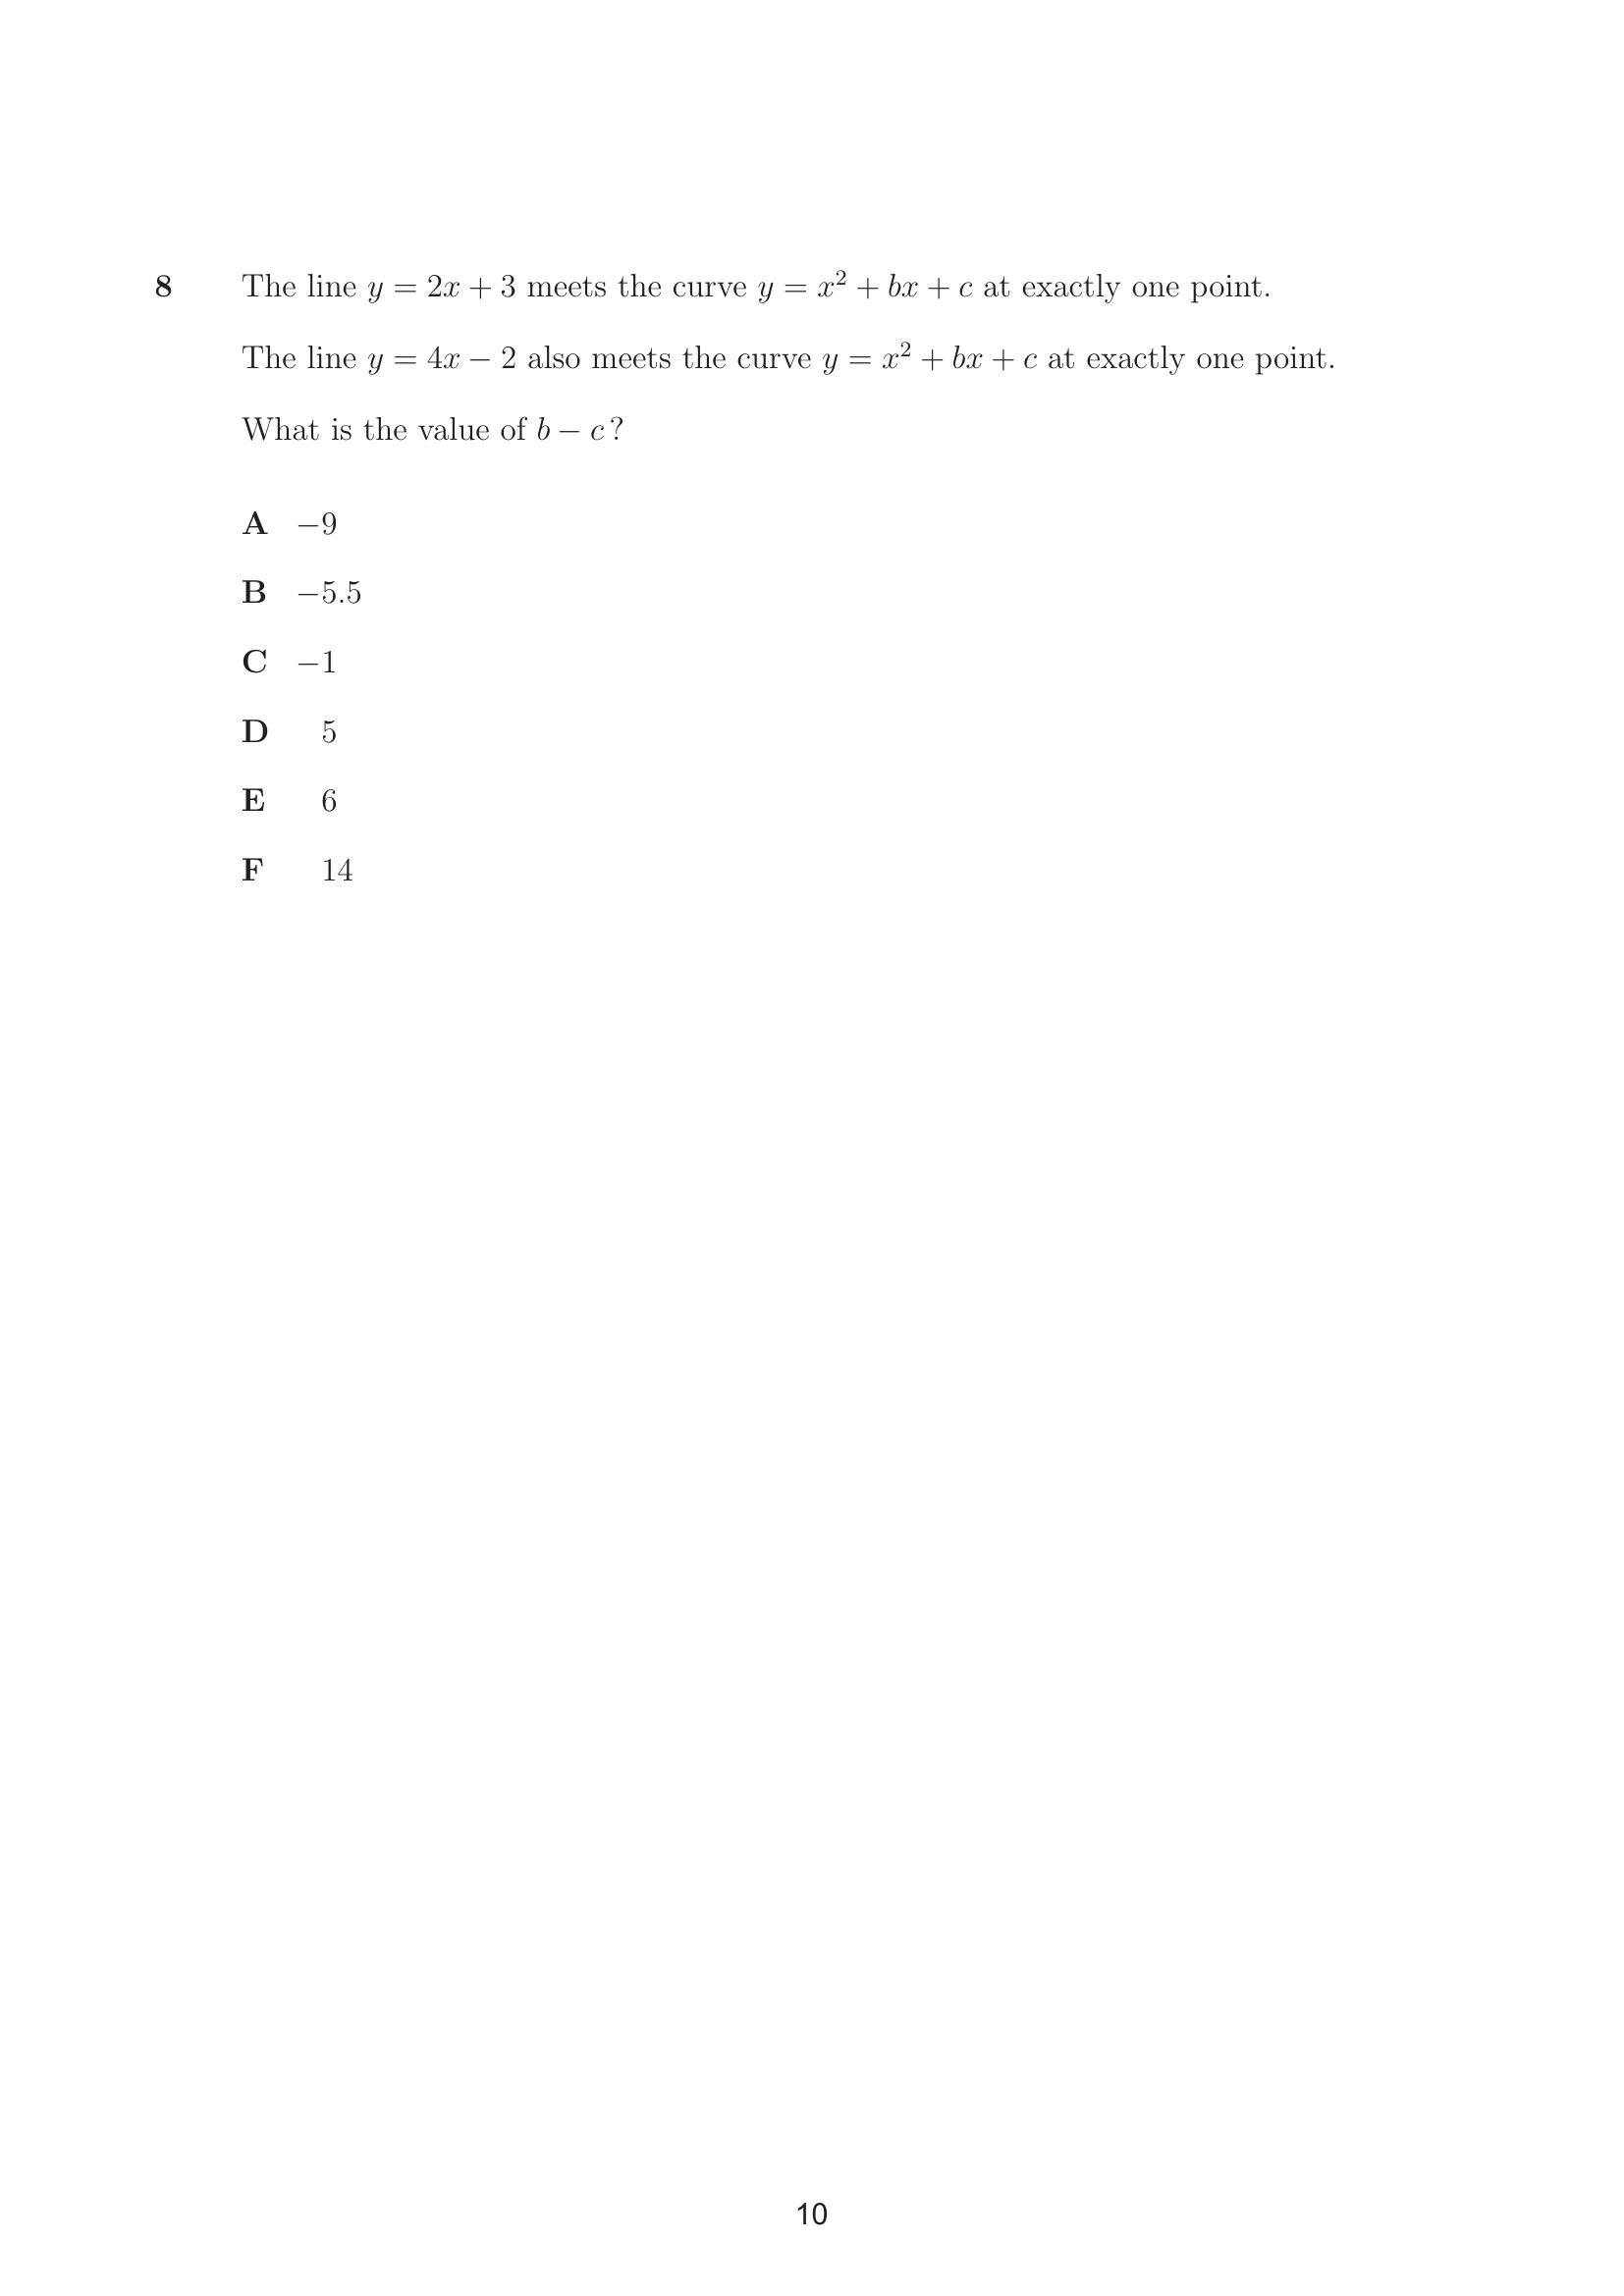 8 The line y = 2x + 3 meets the curve y = x² + bx + c at exactly one point.
The line y = 4x − 2 also meets the curve y = x² + bx + c at exactly one point.
What is the value of b − c ?
A −9
B −5.5
C −1
D 5
E 6
F 14
10